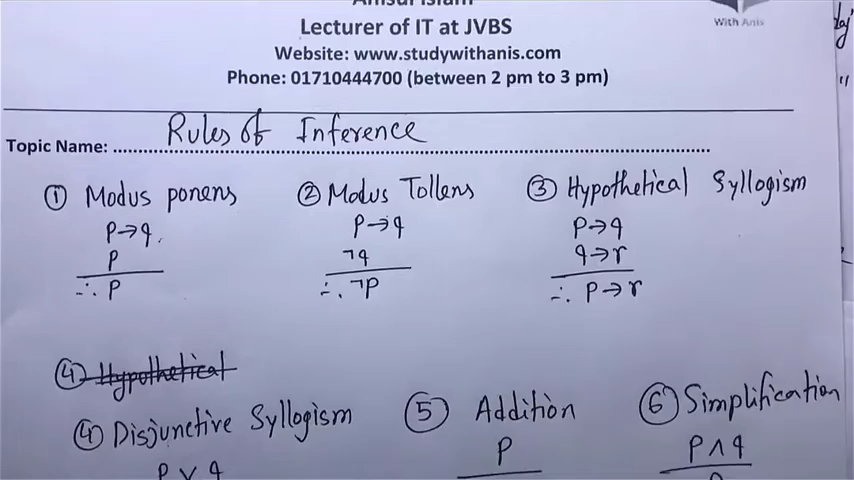 Lecturer of IT at JVBS
With Anis
Website: www.studywithanis.com
Phone: 01710444700 (between 2 pm to 3 pm)
Topic Name: Rules of Inference
① Modus ponens
p→q
p
∴ p
② Modus Tollens
p→q
¬q
∴ ¬p
③ Hypothetical Syllogism
p→q
q→r
∴ p→r
④ Hypothetical
④ Disjunctive Syllogism
p ∨ q
⑤ Addition
p
⑥ Simplification
p ∧ q